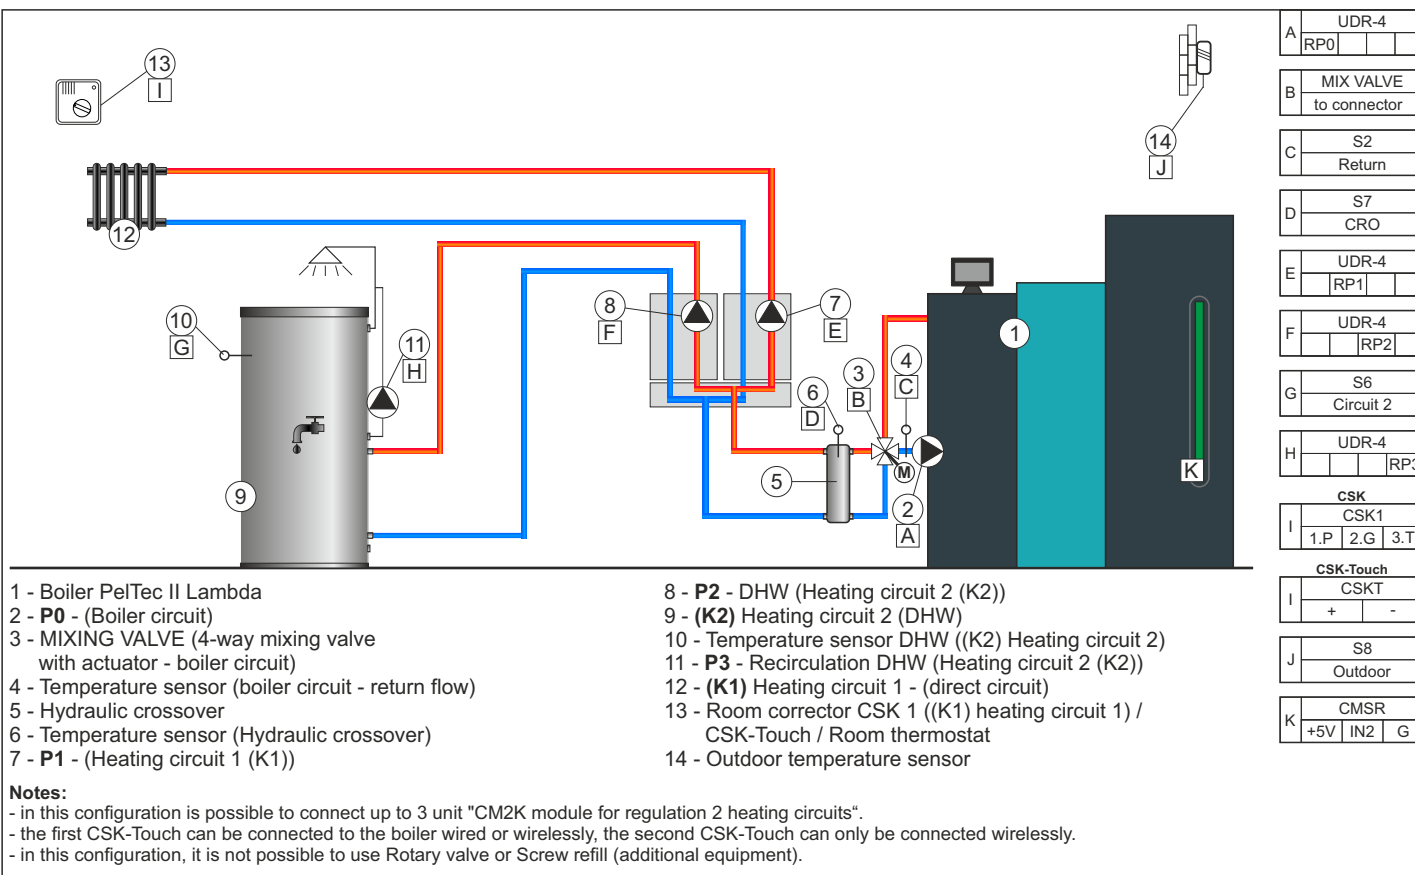 13
I
14
J
12
10
G
11
H
8
F
7
E
3
B
4
C
6
D
5
M
2
A
9
1
K
1 - Boiler PelTec II Lambda
2 - P0 - (Boiler circuit)
3 - MIXING VALVE (4-way mixing valve
with actuator - boiler circuit)
4 - Temperature sensor (boiler circuit - return flow)
5 - Hydraulic crossover
6 - Temperature sensor (Hydraulic crossover)
7 - P1 - (Heating circuit 1 (K1))
8 - P2 - DHW (Heating circuit 2 (K2))
9 - (K2) Heating circuit 2 (DHW)
10 - Temperature sensor DHW ((K2) Heating circuit 2)
11 - P3 - Recirculation DHW (Heating circuit 2 (K2))
12 - (K1) Heating circuit 1 - (direct circuit)
13 - Room corrector CSK 1 ((K1) heating circuit 1) /
CSK-Touch / Room thermostat
14 - Outdoor temperature sensor
Notes:
- in this configuration is possible to connect up to 3 unit "CM2K module for regulation 2 heating circuits“.
- the first CSK-Touch can be connected to the boiler wired or wirelessly, the second CSK-Touch can only be connected wirelessly.
- in this configuration, it is not possible to use Rotary valve or Screw refill (additional equipment).
A UDR-4
RP0
B MIX VALVE
to connector
C S2
Return
D S7
CRO
E UDR-4
RP1
F UDR-4
RP2
G S6
Circuit 2
H UDR-4
RP3
CSK
I CSK1
1.P 2.G 3.T
CSK-Touch
I CSKT
+ -
J S8
Outdoor
K CMSR
+5V IN2 G